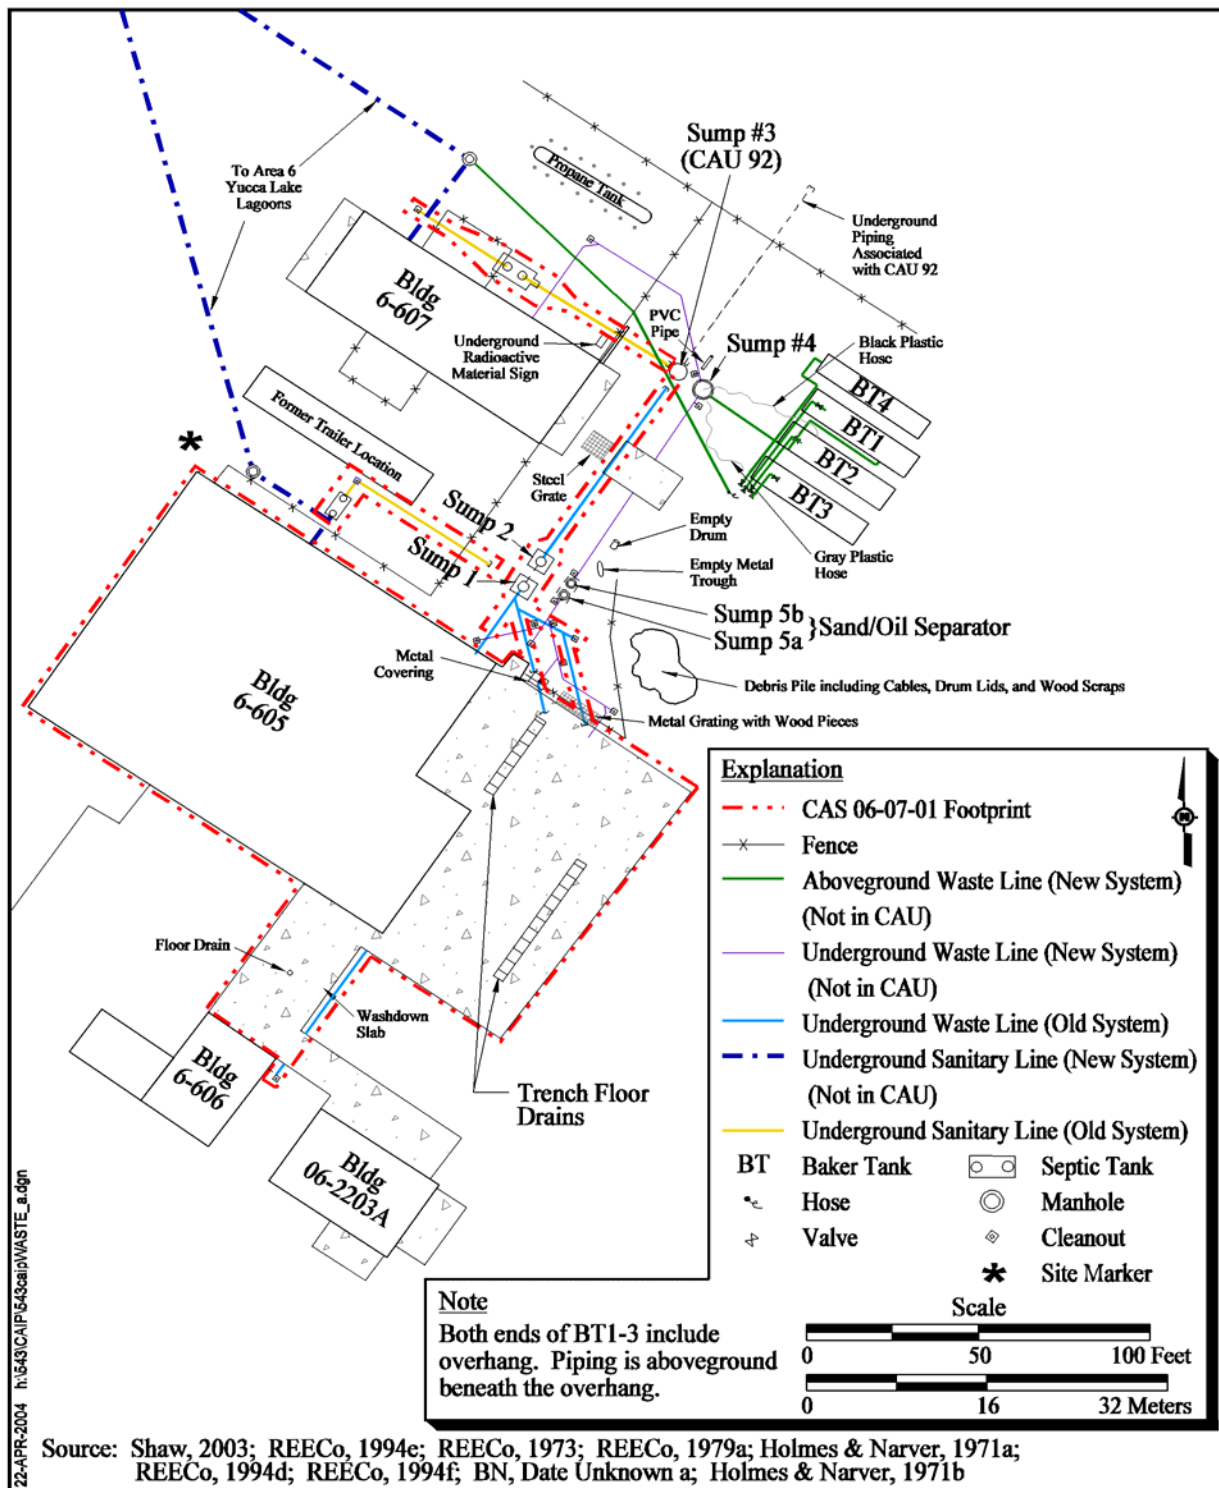 Sump #3
(CAU 92)
Propane Tank
To Area 6
Yucca Lake
Lagoons
Underground
Piping
Associated
with CAU 92
Bldg
6-607
PVC
Pipe
Sump #4
Black Plastic
Hose
Underground
Radioactive
Material Sign
BT4
BT1
BT2
BT3
Former Trailer Location
*
Steel
Grate
Sump 2
Sump 1
Empty
Drum
Gray Plastic
Hose
Empty Metal
Trough
Sump 5b
Sump 5a
}Sand/Oil Separator
Metal
Covering
Debris Pile including Cables, Drum Lids, and Wood Scraps
Bldg
6-605
Metal Grating with Wood Pieces
Floor Drain
Washdown
Slab
Bldg
6-606
Trench Floor
Drains
Bldg
06-2203A
Explanation
N
CAS 06-07-01 Footprint
Fence
Aboveground Waste Line (New System)
(Not in CAU)
Underground Waste Line (New System)
(Not in CAU)
Underground Waste Line (Old System)
Underground Sanitary Line (New System)
(Not in CAU)
Underground Sanitary Line (Old System)
BT Baker Tank
Septic Tank
Hose
Manhole
Valve
Cleanout
* Site Marker
Note
Both ends of BT1-3 include
overhang. Piping is aboveground
beneath the overhang.
Scale
0 50 100 Feet
0 16 32 Meters
22-APR-2004 h:\543\CAIP\543caip\WASTE_a.dgn
Source: Shaw, 2003; REECo, 1994e; REECo, 1973; REECo, 1979a; Holmes & Narver, 1971a;
REECo, 1994d; REECo, 1994f; BN, Date Unknown a; Holmes & Narver, 1971b